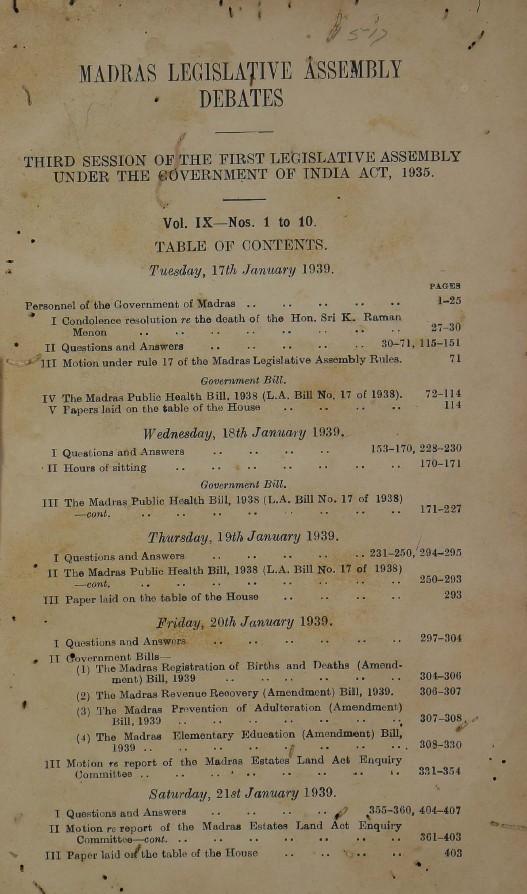 5-17
MADRAS LEGISLATIVE ASSEMBLY
DEBATES
THIRD SESSION OF THE FIRST LEGISLATIVE ASSEMBLY
UNDER THE GOVERNMENT OF INDIA ACT, 1935.
Vol. IX—Nos. 1 to 10.
TABLE OF CONTENTS.
Tuesday, 17th January 1939.
PAGES
Personnel of the Government of Madras .. .. .. .. .. 1-25
I Condolence resolution re the death of the Hon. Sri K. Raman
Menon .. .. .. .. .. .. .. .. 27-30
II Questions and Answers .. .. .. .. .. 30-71, 115-151
III Motion under rule 17 of the Madras Legislative Assembly Rules. 71
Government Bill.
IV The Madras Public Health Bill, 1938 (L.A. Bill No. 17 of 1938). 72-114
V Papers laid on the table of the House .. .. .. .. 114
Wednesday, 18th January 1939.
I Questions and Answers .. .. .. .. 153-170, 228-230
II Hours of sitting .. .. .. .. .. .. .. 170-171
Government Bill.
III The Madras Public Health Bill, 1938 (L.A. Bill No. 17 of 1938)
—cont. .. .. .. .. .. .. .. .. 171-227
Thursday, 19th January 1939.
I Questions and Answers .. .. .. .. .. 231-250, 294-295
II The Madras Public Health Bill, 1938 (L.A. Bill No. 17 of 1938)
—cont. .. .. .. .. .. .. .. .. 250-293
III Paper laid on the table of the House .. .. .. .. 293
Friday, 20th January 1939.
I Questions and Answers .. .. .. .. .. .. 297-304
II Government Bills—
(1) The Madras Registration of Births and Deaths (Amend-
ment) Bill, 1939 .. .. .. .. .. .. 304-306
(2) The Madras Revenue Recovery (Amendment) Bill, 1939. 306-307
(3) The Madras Prevention of Adulteration (Amendment)
Bill, 1939 .. .. .. .. .. .. .. 307-308
(4) The Madras Elementary Education (Amendment) Bill,
1939 .. .. .. .. .. .. .. .. 308-330
III Motion re report of the Madras Estates Land Act Enquiry
Committee .. .. .. .. .. .. .. .. 331-354
Saturday, 21st January 1939.
I Questions and Answers .. .. .. .. .. 355-360, 404-407
II Motion re report of the Madras Estates Land Act Enquiry
Committee—cont. .. .. .. .. .. .. .. 361-403
III Paper laid on the table of the House .. .. .. .. 403